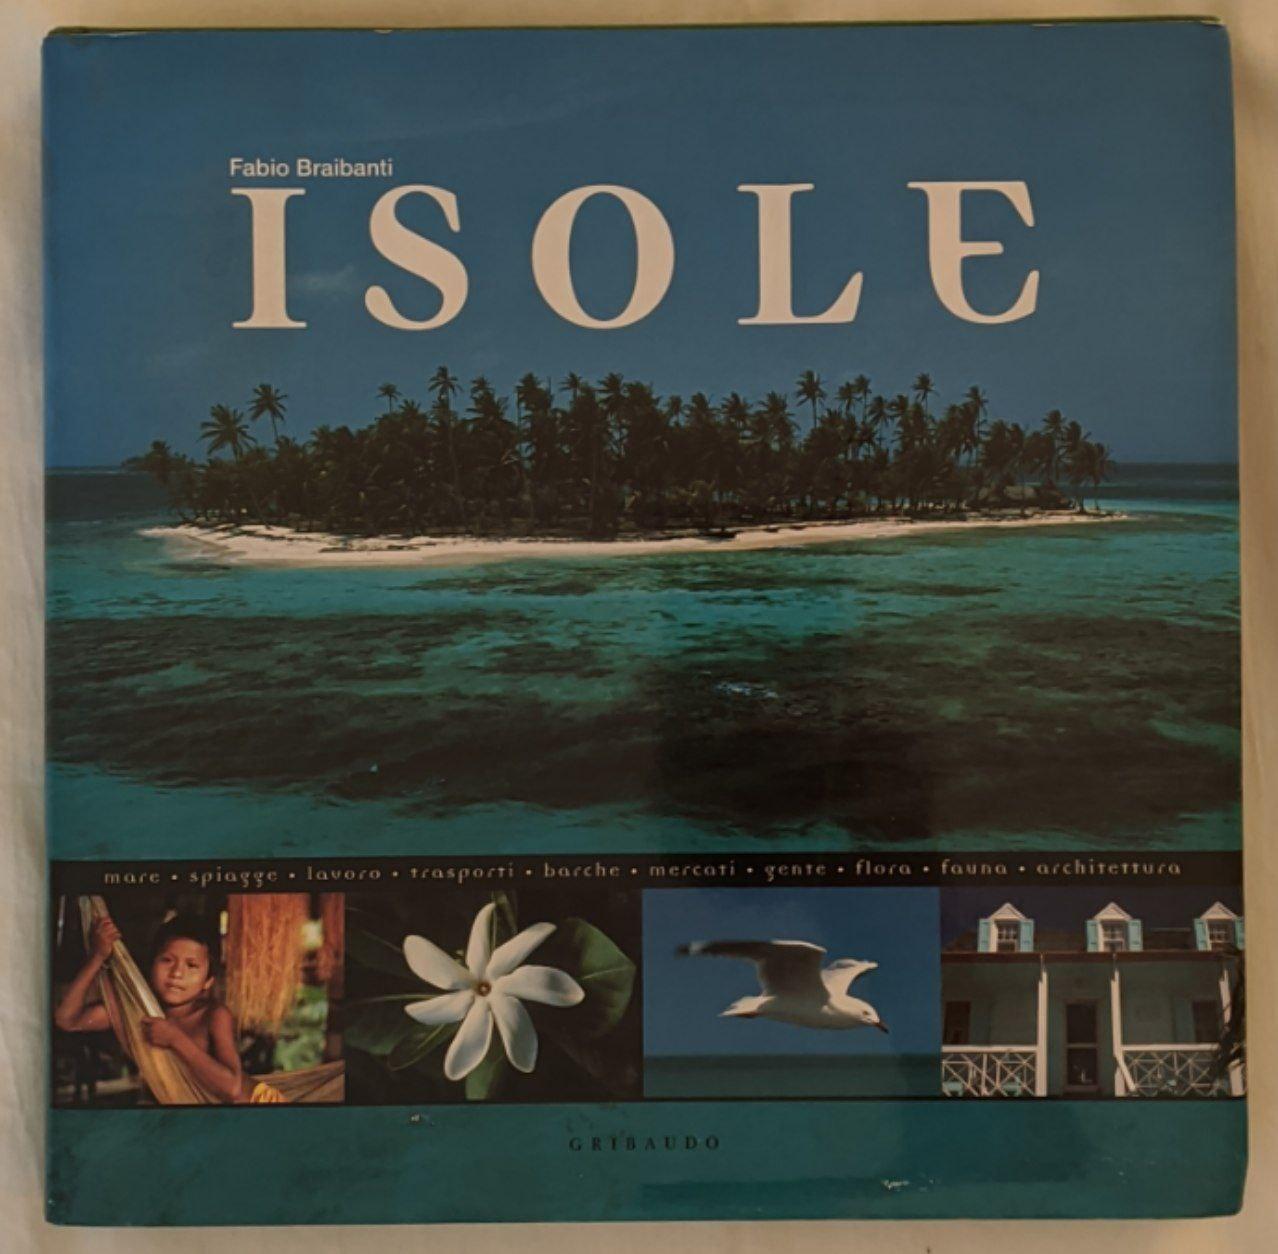 Fabio Braibanti
ISOLE
mare • spiagge • lavoro • trasporti • barche • mercati • gente • flora • fauna • architettura
GRIBAUDO